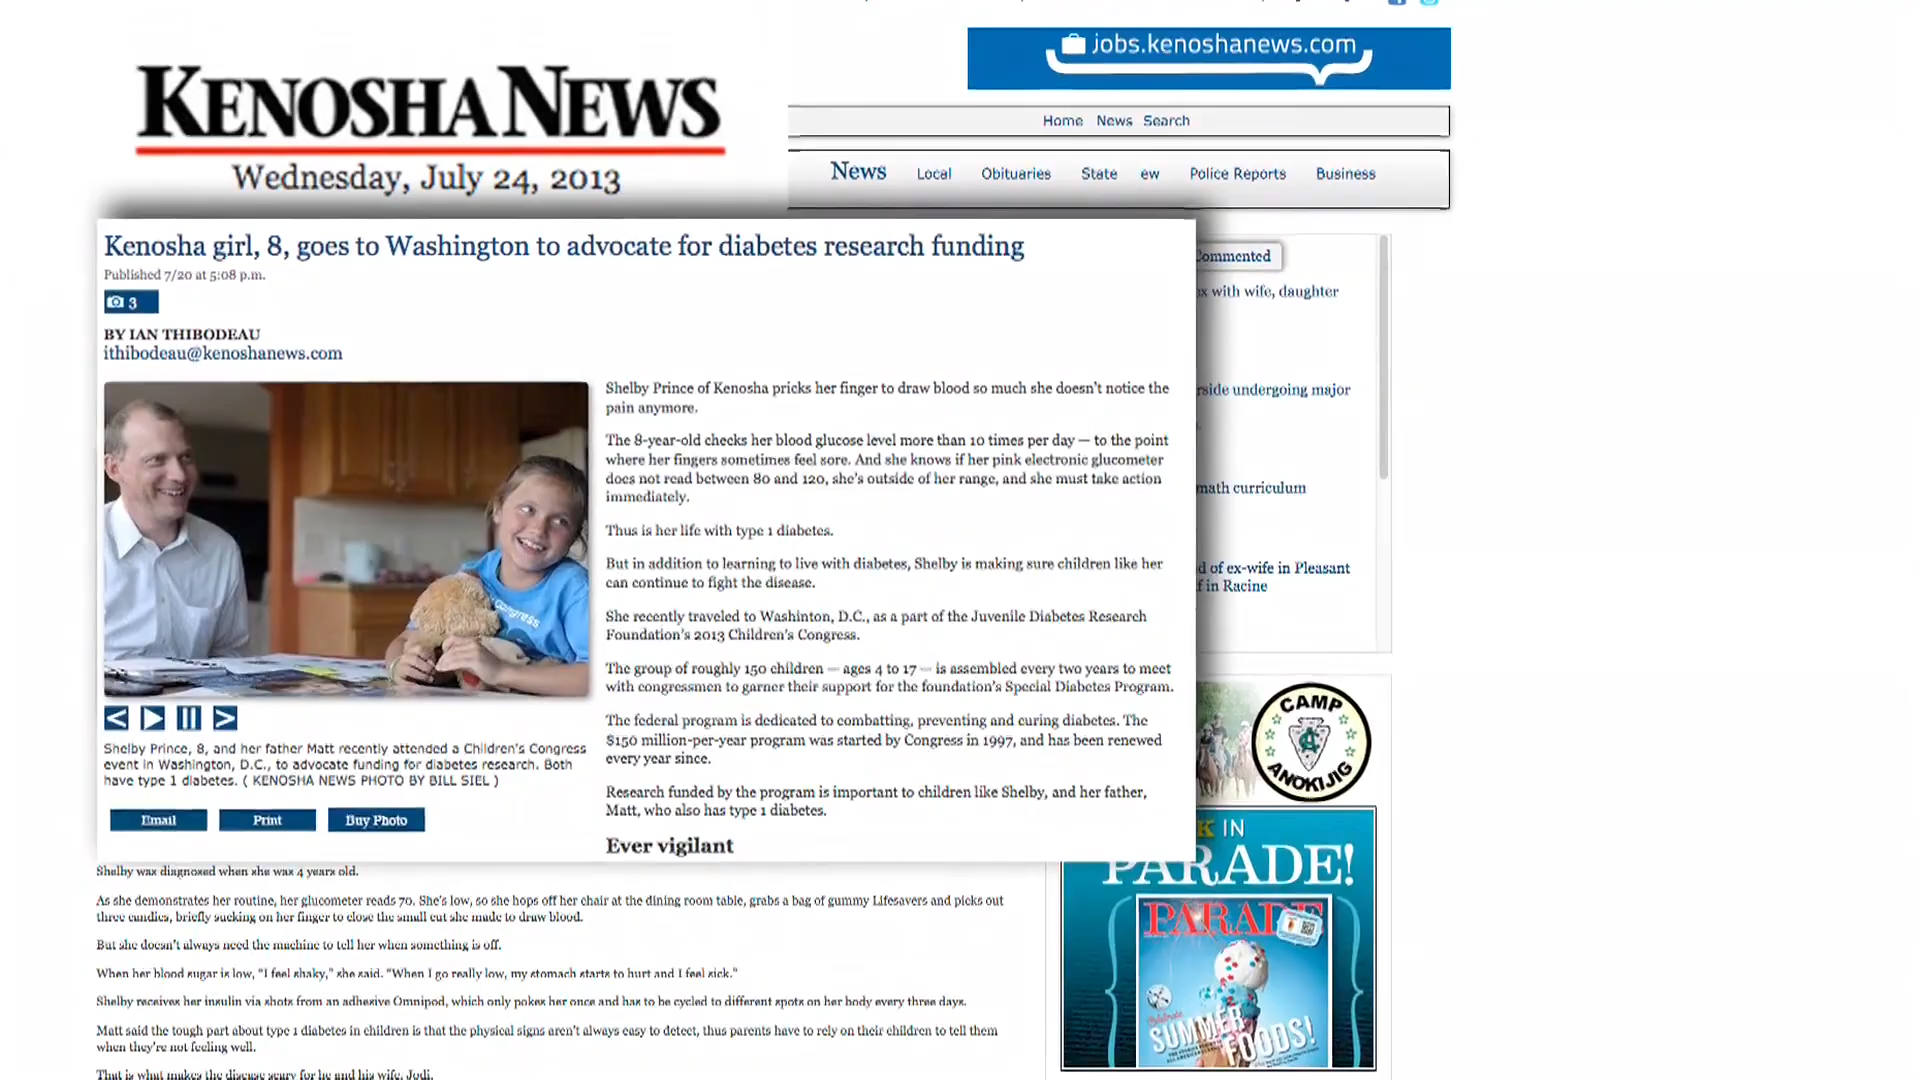 jobs.kenoshanews.com
KENOSHA NEWS
Wednesday, July 24, 2013
Home News Search
News Local Obituaries State ew Police Reports Business
Kenosha girl, 8, goes to Washington to advocate for diabetes research funding
Published 7/20 at 5:08 p.m.
3
BY IAN THIBODEAU
ithibodeau@kenoshanews.com
Congress
Shelby Prince, 8, and her father Matt recently attended a Children's Congress
event in Washington, D.C., to advocate funding for diabetes research. Both
have type 1 diabetes. ( KENOSHA NEWS PHOTO BY BILL SIEL )
Email Print Buy Photo
Shelby Prince of Kenosha pricks her finger to draw blood so much she doesn't notice the
pain anymore.
The 8-year-old checks her blood glucose level more than 10 times per day — to the point
where her fingers sometimes feel sore. And she knows if her pink electronic glucometer
does not read between 80 and 120, she's outside of her range, and she must take action
immediately.
Thus is her life with type 1 diabetes.
But in addition to learning to live with diabetes, Shelby is making sure children like her
can continue to fight the disease.
She recently traveled to Washinton, D.C., as a part of the Juvenile Diabetes Research
Foundation's 2013 Children's Congress.
The group of roughly 150 children — ages 4 to 17 — is assembled every two years to meet
with congressmen to garner their support for the foundation's Special Diabetes Program.
The federal program is dedicated to combatting, preventing and curing diabetes. The
$150 million-per-year program was started by Congress in 1997, and has been renewed
every year since.
Research funded by the program is important to children like Shelby, and her father,
Matt, who also has type 1 diabetes.
Ever vigilant
Shelby was diagnosed when she was 4 years old.
As she demonstrates her routine, her glucometer reads 70. She's low, so she hops off her chair at the dining room table, grabs a bag of gummy Lifesavers and picks out
three candies, briefly sucking on her finger to close the small cut she made to draw blood.
But she doesn't always need the machine to tell her when something is off.
When her blood sugar is low, "I feel shaky," she said. "When I go really low, my stomach starts to hurt and I feel sick."
Shelby receives her insulin via shots from an adhesive Omnipod, which only pokes her once and has to be cycled to different spots on her body every three days.
Matt said the tough part about type 1 diabetes in children is that the physical signs aren't always easy to detect, thus parents have to rely on their children to tell them
when they're not feeling well.
That is what makes the disease scary for he and his wife, Jodi.
Commented
ex with wife, daughter
rside undergoing major
math curriculum
d of ex-wife in Pleasant
f in Racine
CAMP
ANOKIJIG
K IN
PARADE!
PARADE
Celebrate
SUMMER
FOODS!